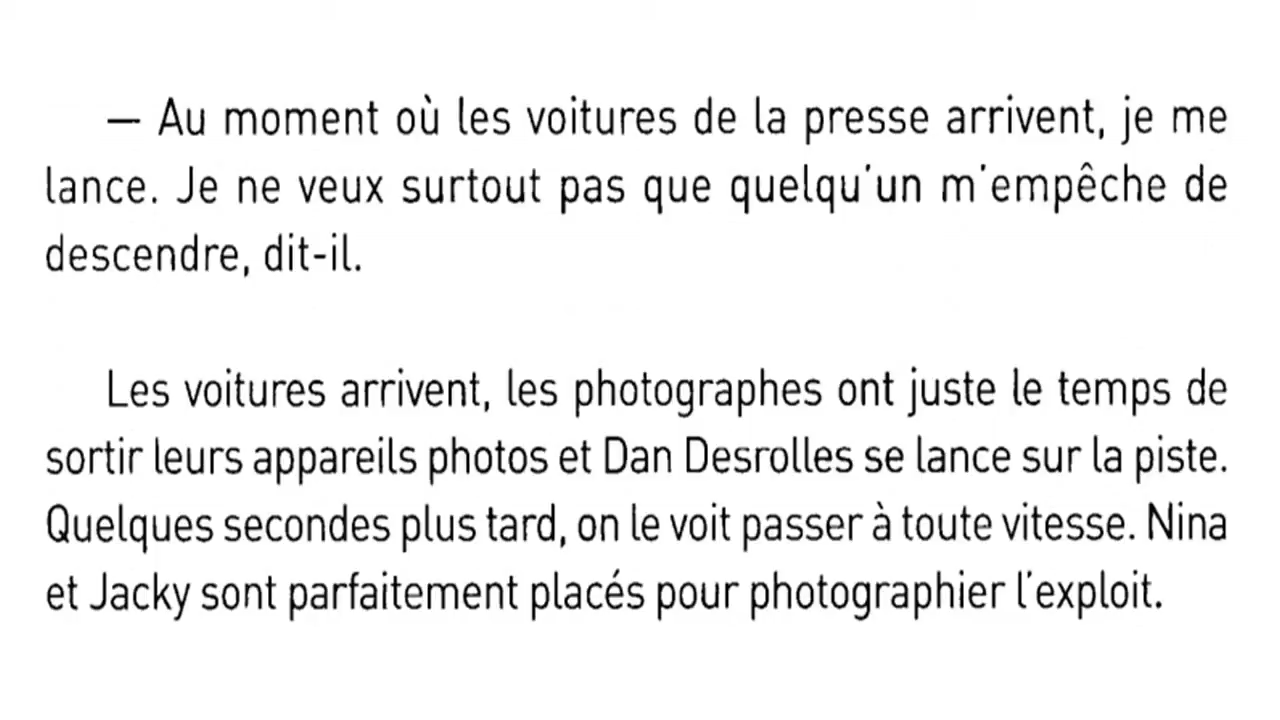 — Au moment où les voitures de la presse arrivent, je me
lance. Je ne veux surtout pas que quelqu'un m'empêche de
descendre, dit-il.
Les voitures arrivent, les photographes ont juste le temps de
sortir leurs appareils photos et Dan Desrolles se lance sur la piste.
Quelques secondes plus tard, on le voit passer à toute vitesse. Nina
et Jacky sont parfaitement placés pour photographier l'exploit.